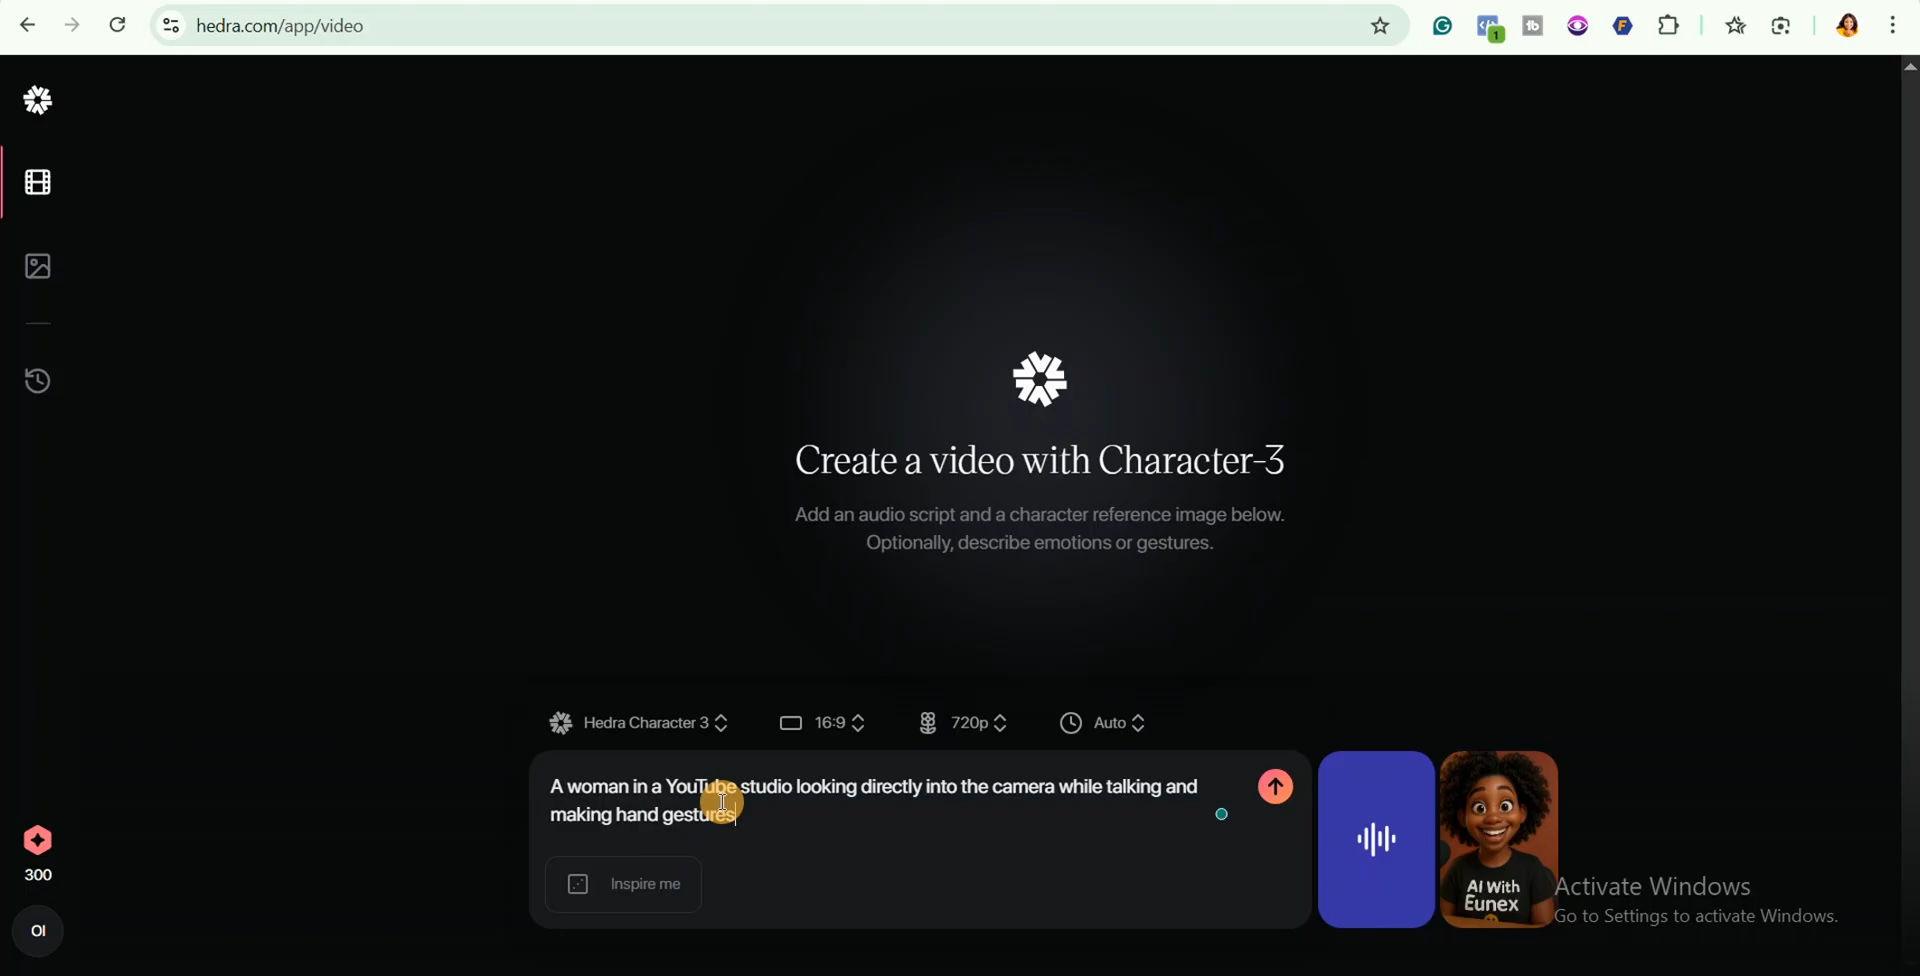 hedra.com/app/video
1
tb
F
Create a video with Character-3
Add an audio script and a character reference image below.
Optionally, describe emotions or gestures.
Hedra Character 3
16:9
720p
Auto
A woman in a YouTube studio looking directly into the camera while talking and
making hand gestures
Inspire me
AI With
Eunex
Activate Windows
Go to Settings to activate Windows.
300
OI